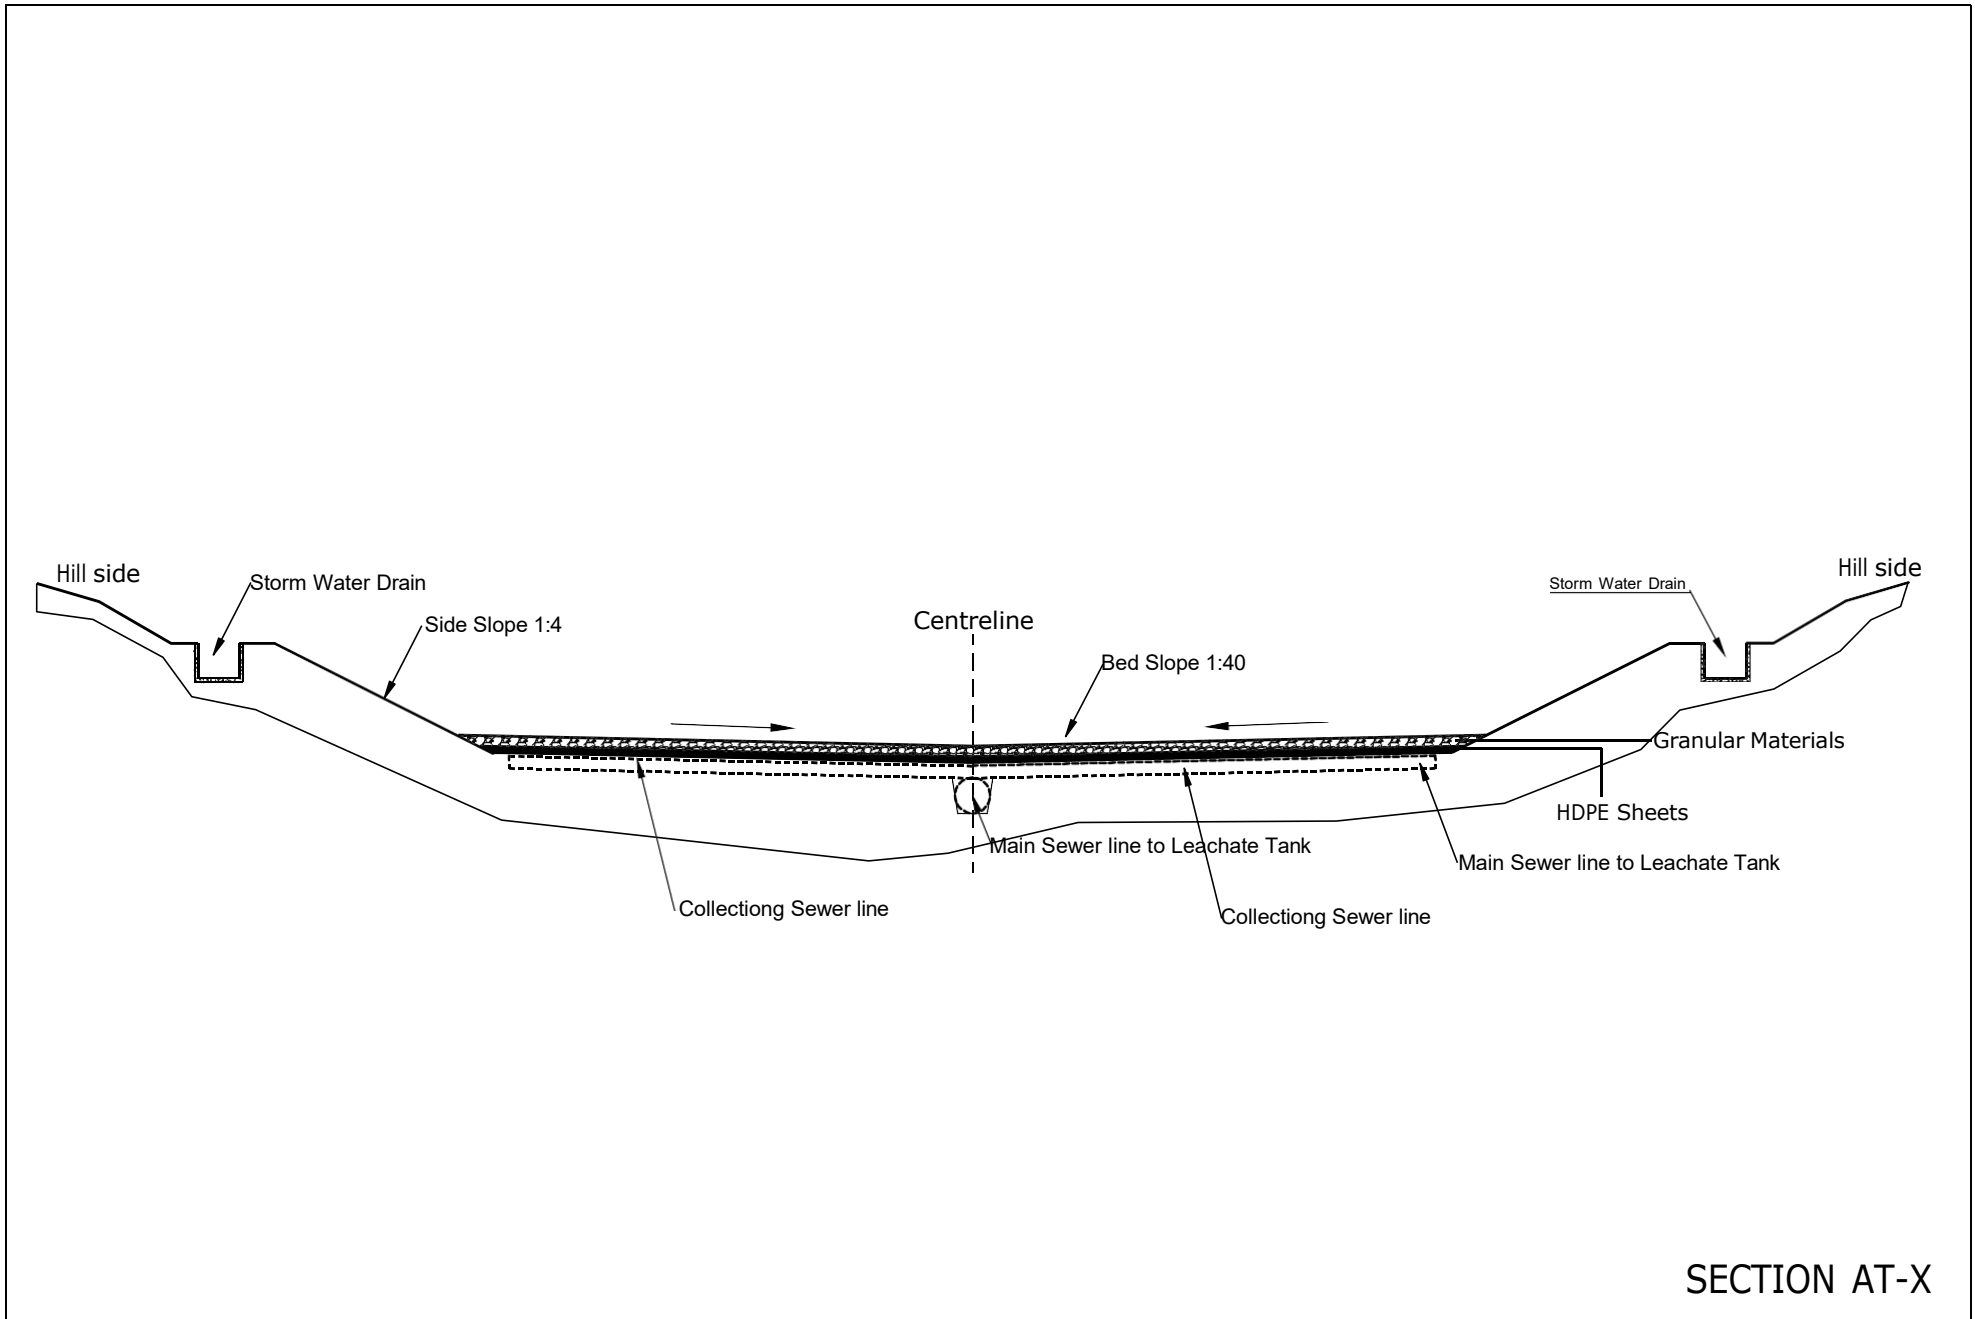 Hill side
Hill side
Storm Water Drain
Storm Water Drain
Side Slope 1:4
Centreline
Bed Slope 1:40
Granular Materials
HDPE Sheets
Main Sewer line to Leachate Tank
Main Sewer line to Leachate Tank
Collectiong Sewer line
Collectiong Sewer line
SECTION AT-X